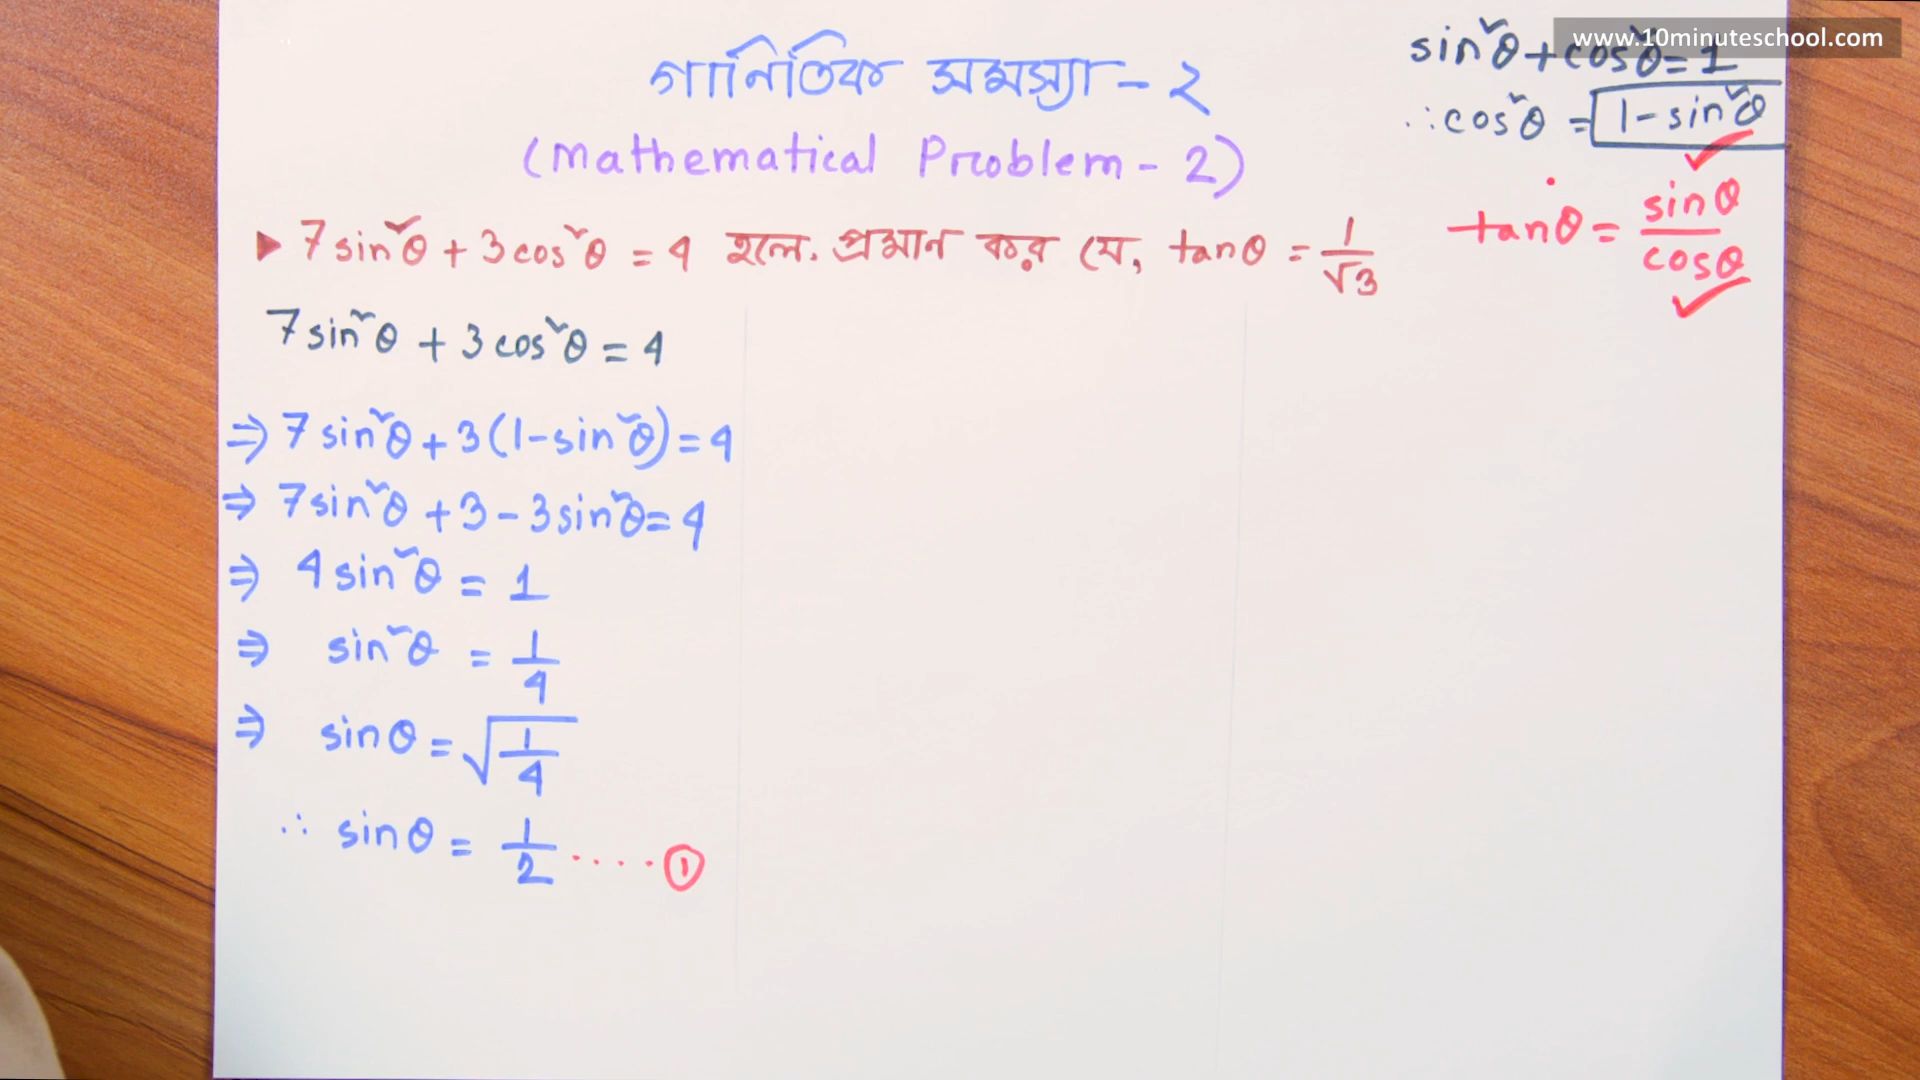 www.10minuteschool.com
sin²θ+cos²θ=1
∴cos²θ = 1-sin²θ
গানিতিক সমস্যা-২
(Mathematical Problem-2)
tanθ = sinθ/cosθ
▶ 7sin²θ + 3cos²θ = 4 হলে. প্রমান কর যে, tanθ = 1/√3
7sin²θ + 3cos²θ = 4
⇒ 7sin²θ + 3(1-sin²θ) = 4
⇒ 7sin²θ + 3 - 3sin²θ = 4
⇒ 4sin²θ = 1
⇒ sin²θ = 1/4
⇒ sinθ = √(1/4)
∴ sinθ = 1/2 ....①